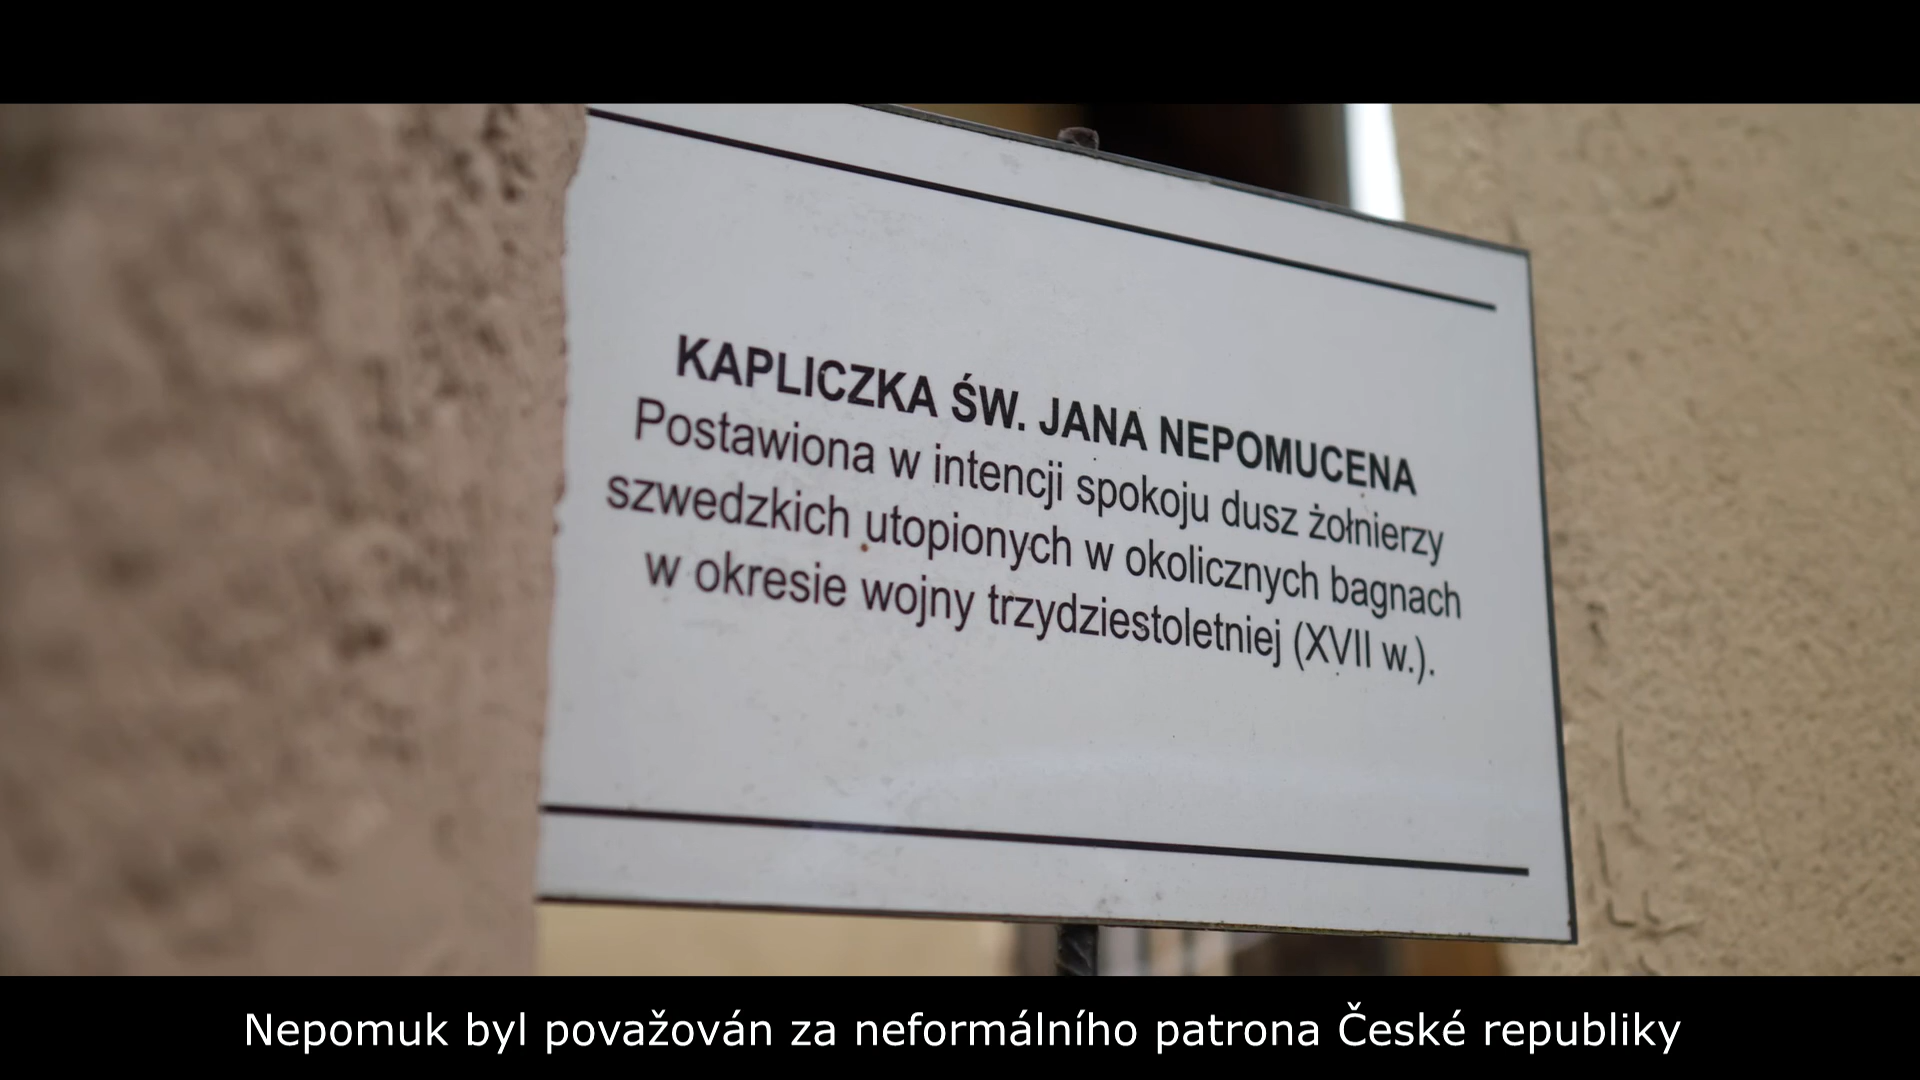 KAPLICZKA ŚW. JANA NEPOMUCENA
Postawiona w intencji spokoju dusz żołnierzy
szwedzkich utopionych w okolicznych bagnach
w okresie wojny trzydziestoletniej (XVII w.).
Nepomuk byl považován za neformálního patrona České republiky